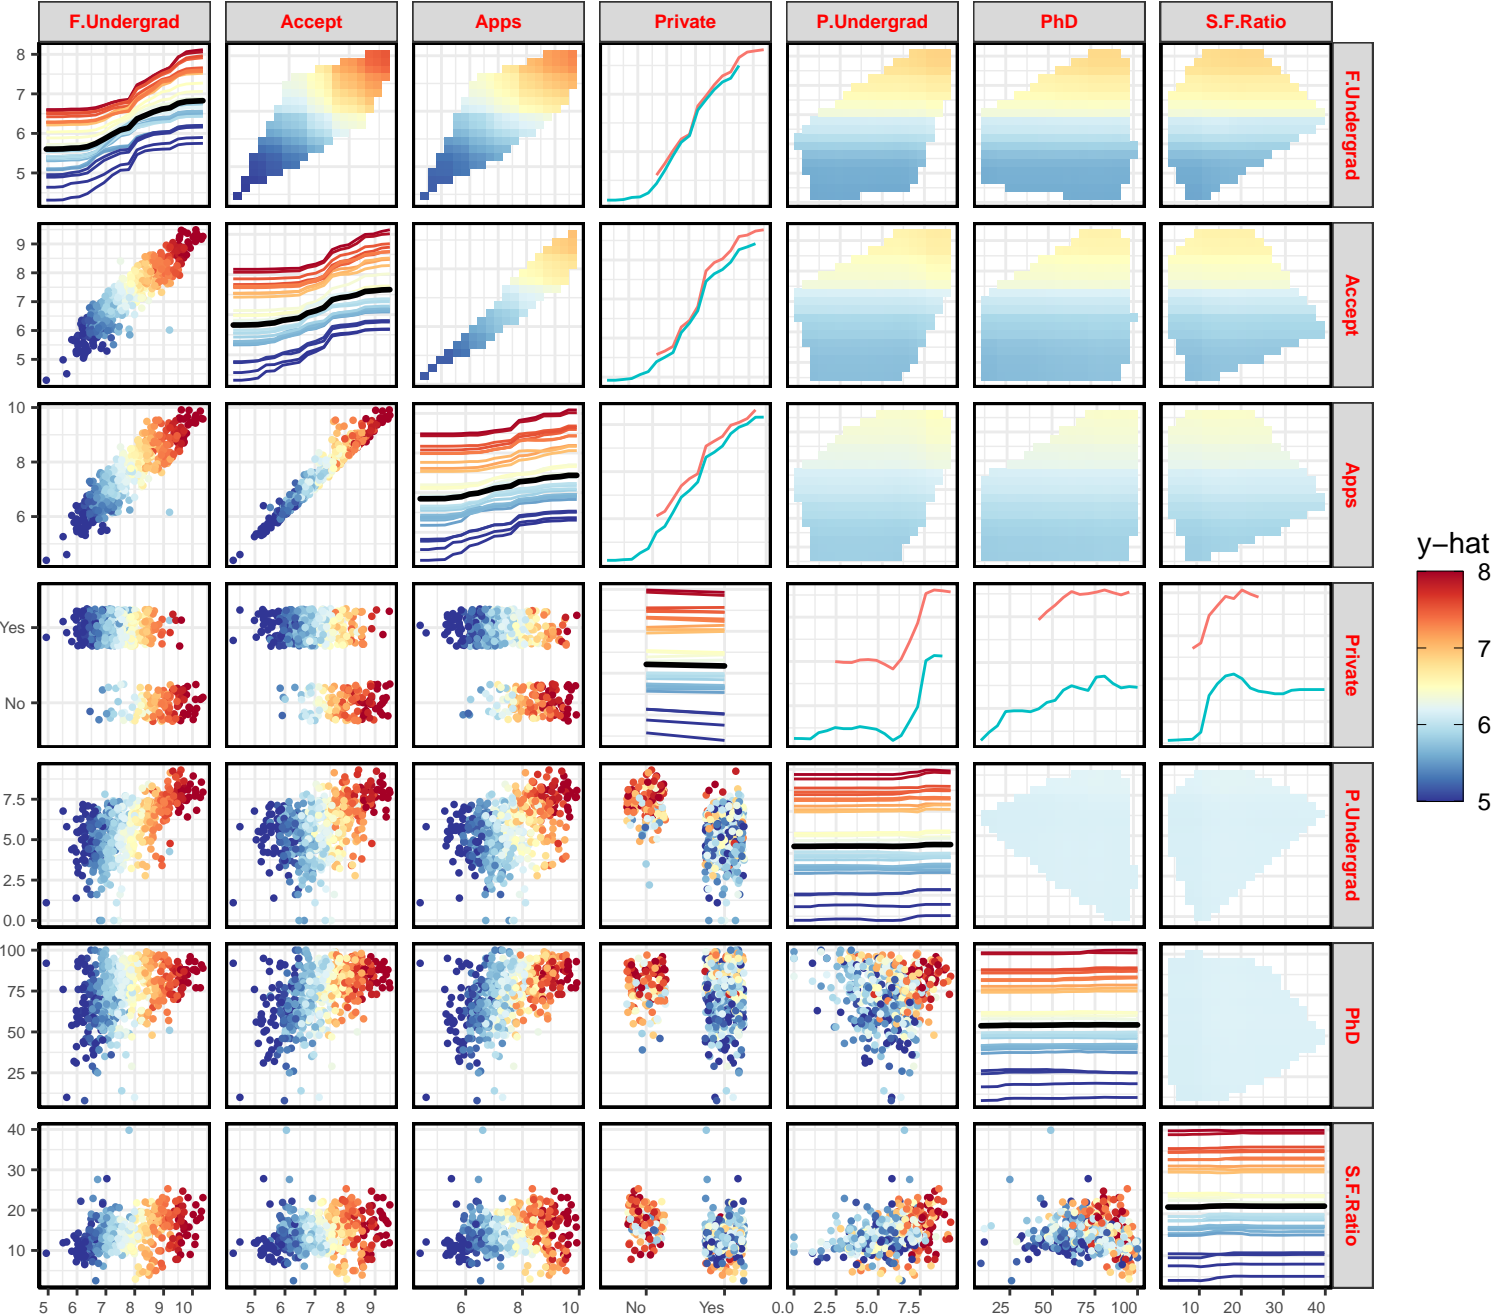 F.Undergrad Accept Apps Private P.Undergrad PhD S.F.Ratio
8
7
6
5
F.Undergrad
9
8
7
6
5
Accept
10
8
6
Apps
y−hat
8
7
6
5
Yes
No
Private
7.5
5.0
2.5
0.0
P.Undergrad
100
75
50
25
PhD
40
30
20
10
S.F.Ratio
5 6 7 8 9 10 5 6 7 8 9 6 8 10 No Yes 0.0 2.5 5.0 7.5 25 50 75 100 10 20 30 40